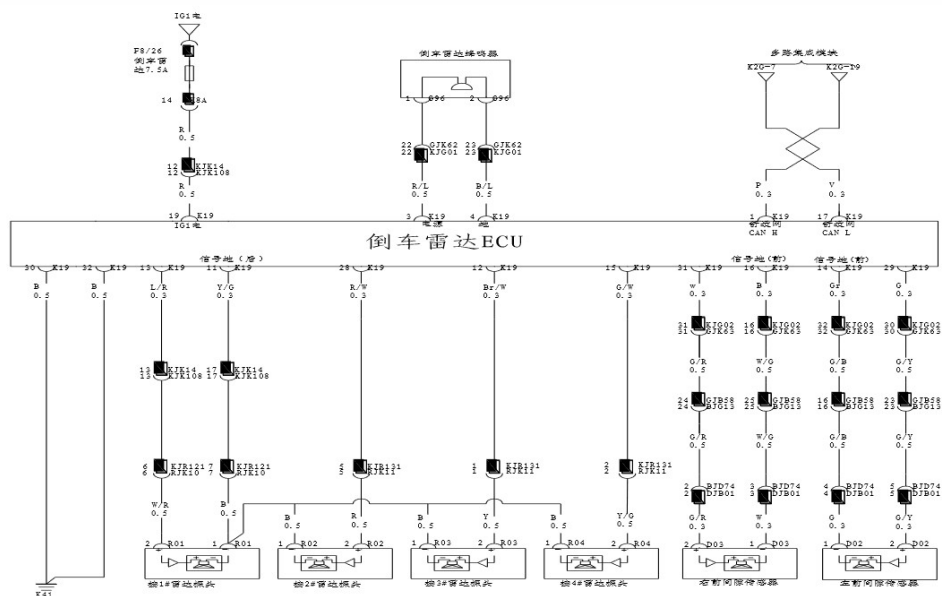 IG1电
F8/26
倒车雷
达7.5A
14 8A
R
0.5
12 KJK14
12 KJK108
R
0.5
19 K19
IG1电
倒车雷达蜂鸣器
1 G96
2 G96
22 GJK62
22 KJG01
23 GJK62
23 KJG01
R/L
0.5
B/L
0.5
3 K19
电源
4 K19
地
多路集成模块
K2G-7
K2G-19
P
0.3
V
0.3
1 K19
舒适网
CAN H
17 K19
舒适网
CAN L
倒车雷达ECU
信号地(后)
信号地(前)
信号地(前)
30 K19
32 K19
13 K19
11 K19
28 K19
12 K19
15 K19
31 K19
16 K19
14 K19
29 K19
B
0.5
B
0.5
L/R
0.3
Y/G
0.3
R/W
0.3
Br/W
0.3
G/W
0.3
W
0.3
B
0.3
Gr
0.3
G
0.3
31 KJG02
31 GJK63
16 KJG02
16 GJK63
32 KJG02
32 GJK63
30 KJG02
30 GJK63
13 KJK14
13 KJK108
17 KJK14
17 KJK108
G/R
0.5
W/G
0.5
G/B
0.5
G/Y
0.5
24 GJB58
24 BJG13
25 GJB58
25 BJG13
16 GJB58
16 BJG13
23 GJB58
23 BJG13
G/R
0.5
W/G
0.5
G/B
0.5
G/Y
0.5
6 KJR121
6 RJK10
7 KJR121
7 RJK10
KJR131
RJK11
1 KJR131
1 RJK11
2 KJR131
2 RJK11
2 BJD74
2 DJB01
3 BJD74
3 DJB01
4 BJD74
4 DJB01
5 BJD74
5 DJB01
W/R
0.5
B
0.5
B
0.5
R
0.5
B
0.5
Y
0.5
B
0.5
Y/G
0.5
G/R
0.3
W
0.3
G
0.3
G/Y
0.3
2 R01
1 R01
1 R02
2 R02
1 R03
2 R03
1 R04
2 R04
2 D03
1 D03
1 D02
2 D02
K41
1#雷达探头
2#雷达探头
3#雷达探头
4#雷达探头
右前间隙传感器
左前间隙传感器